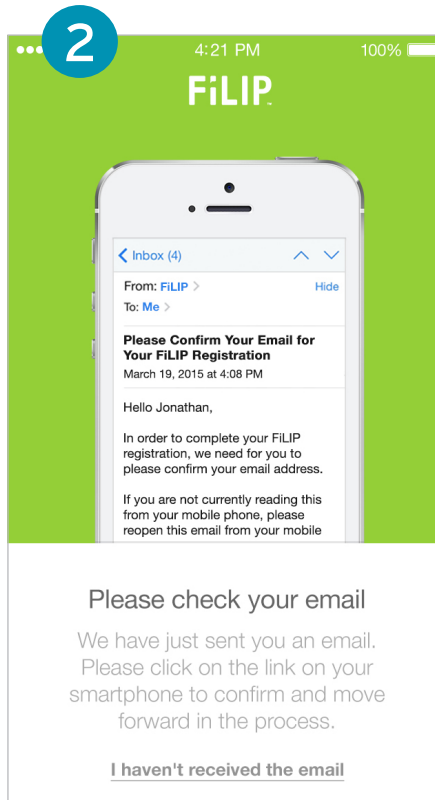 2
4:21 PM 100%
FiLIP™
Inbox (4)
From: FiLIP Hide
To: Me
Please Confirm Your Email for
Your FiLIP Registration
March 19, 2015 at 4:08 PM
Hello Jonathan,
In order to complete your FiLIP
registration, we need for you to
please confirm your email address.
If you are not currently reading this
from your mobile phone, please
reopen this email from your mobile
Please check your email
We have just sent you an email.
Please click on the link on your
smartphone to confirm and move
forward in the process.
I haven't received the email